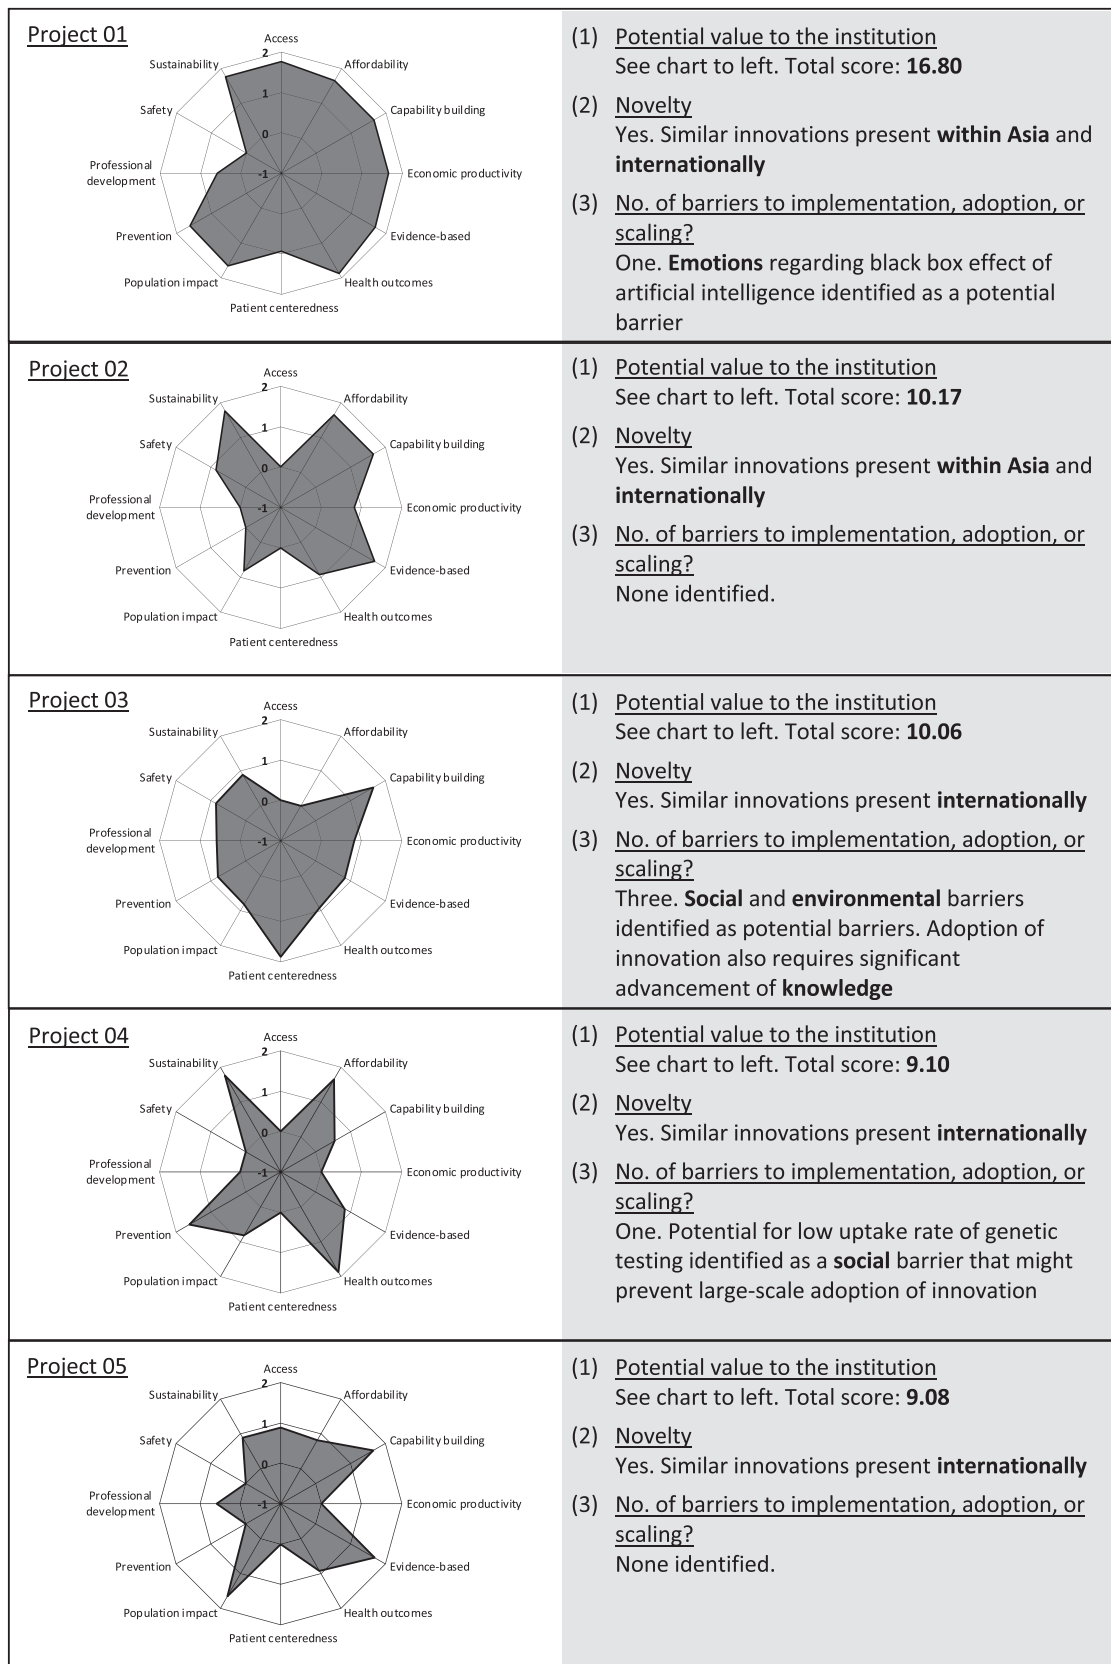 Project 01
Access
2
Sustainability
Affordability
1
Safety
Capability building
0
Professional
development
-1
Economic productivity
Prevention
Evidence-based
Population impact
Health outcomes
Patient centeredness
(1) Potential value to the institution
See chart to left. Total score: 16.80
(2) Novelty
Yes. Similar innovations present within Asia and
internationally
(3) No. of barriers to implementation, adoption, or
scaling?
One. Emotions regarding black box effect of
artificial intelligence identified as a potential
barrier
Project 02
Access
2
Sustainability
Affordability
1
Safety
Capability building
0
Professional
development
-1
Economic productivity
Prevention
Evidence-based
Population impact
Health outcomes
Patient centeredness
(1) Potential value to the institution
See chart to left. Total score: 10.17
(2) Novelty
Yes. Similar innovations present within Asia and
internationally
(3) No. of barriers to implementation, adoption, or
scaling?
None identified.
Project 03
Access
2
Sustainability
Affordability
1
Safety
Capability building
0
Professional
development
-1
Economic productivity
Prevention
Evidence-based
Population impact
Health outcomes
Patient centeredness
(1) Potential value to the institution
See chart to left. Total score: 10.06
(2) Novelty
Yes. Similar innovations present internationally
(3) No. of barriers to implementation, adoption, or
scaling?
Three. Social and environmental barriers
identified as potential barriers. Adoption of
innovation also requires significant
advancement of knowledge
Project 04
Access
2
Sustainability
Affordability
1
Safety
Capability building
0
Professional
development
-1
Economic productivity
Prevention
Evidence-based
Population impact
Health outcomes
Patient centeredness
(1) Potential value to the institution
See chart to left. Total score: 9.10
(2) Novelty
Yes. Similar innovations present internationally
(3) No. of barriers to implementation, adoption, or
scaling?
One. Potential for low uptake rate of genetic
testing identified as a social barrier that might
prevent large-scale adoption of innovation
Project 05
Access
2
Sustainability
Affordability
1
Safety
Capability building
0
Professional
development
-1
Economic productivity
Prevention
Evidence-based
Population impact
Health outcomes
Patient centeredness
(1) Potential value to the institution
See chart to left. Total score: 9.08
(2) Novelty
Yes. Similar innovations present internationally
(3) No. of barriers to implementation, adoption, or
scaling?
None identified.